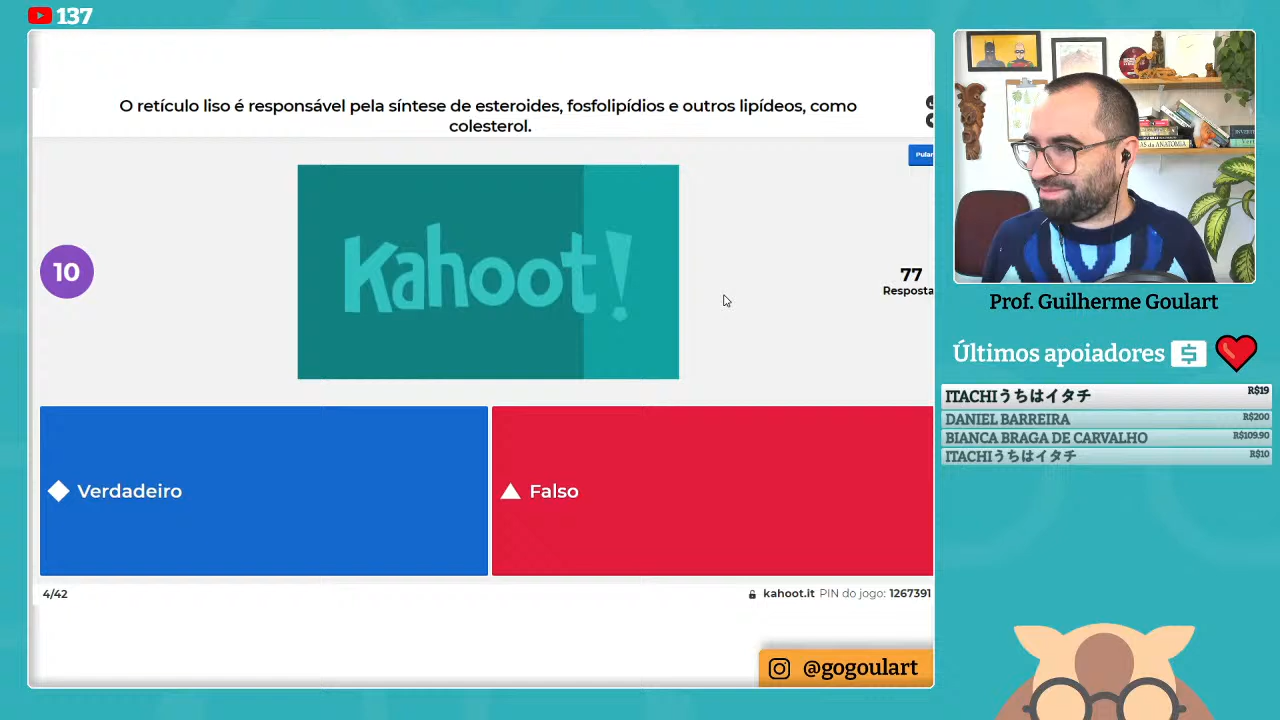 137
O retículo liso é responsável pela síntese de esteroides, fosfolipídios e outros lipídeos, como
colesterol.
Pular
10
Kahoot!
77
Resposta
Verdadeiro
Falso
4/42
kahoot.it PIN do jogo: 1267391
@gogoulart
Prof. Guilherme Goulart
Últimos apoiadores
ITACHIうちはイタチ R$19
DANIEL BARREIRA R$200
BIANCA BRAGA DE CARVALHO R$109.90
ITACHIうちはイタチ R$10